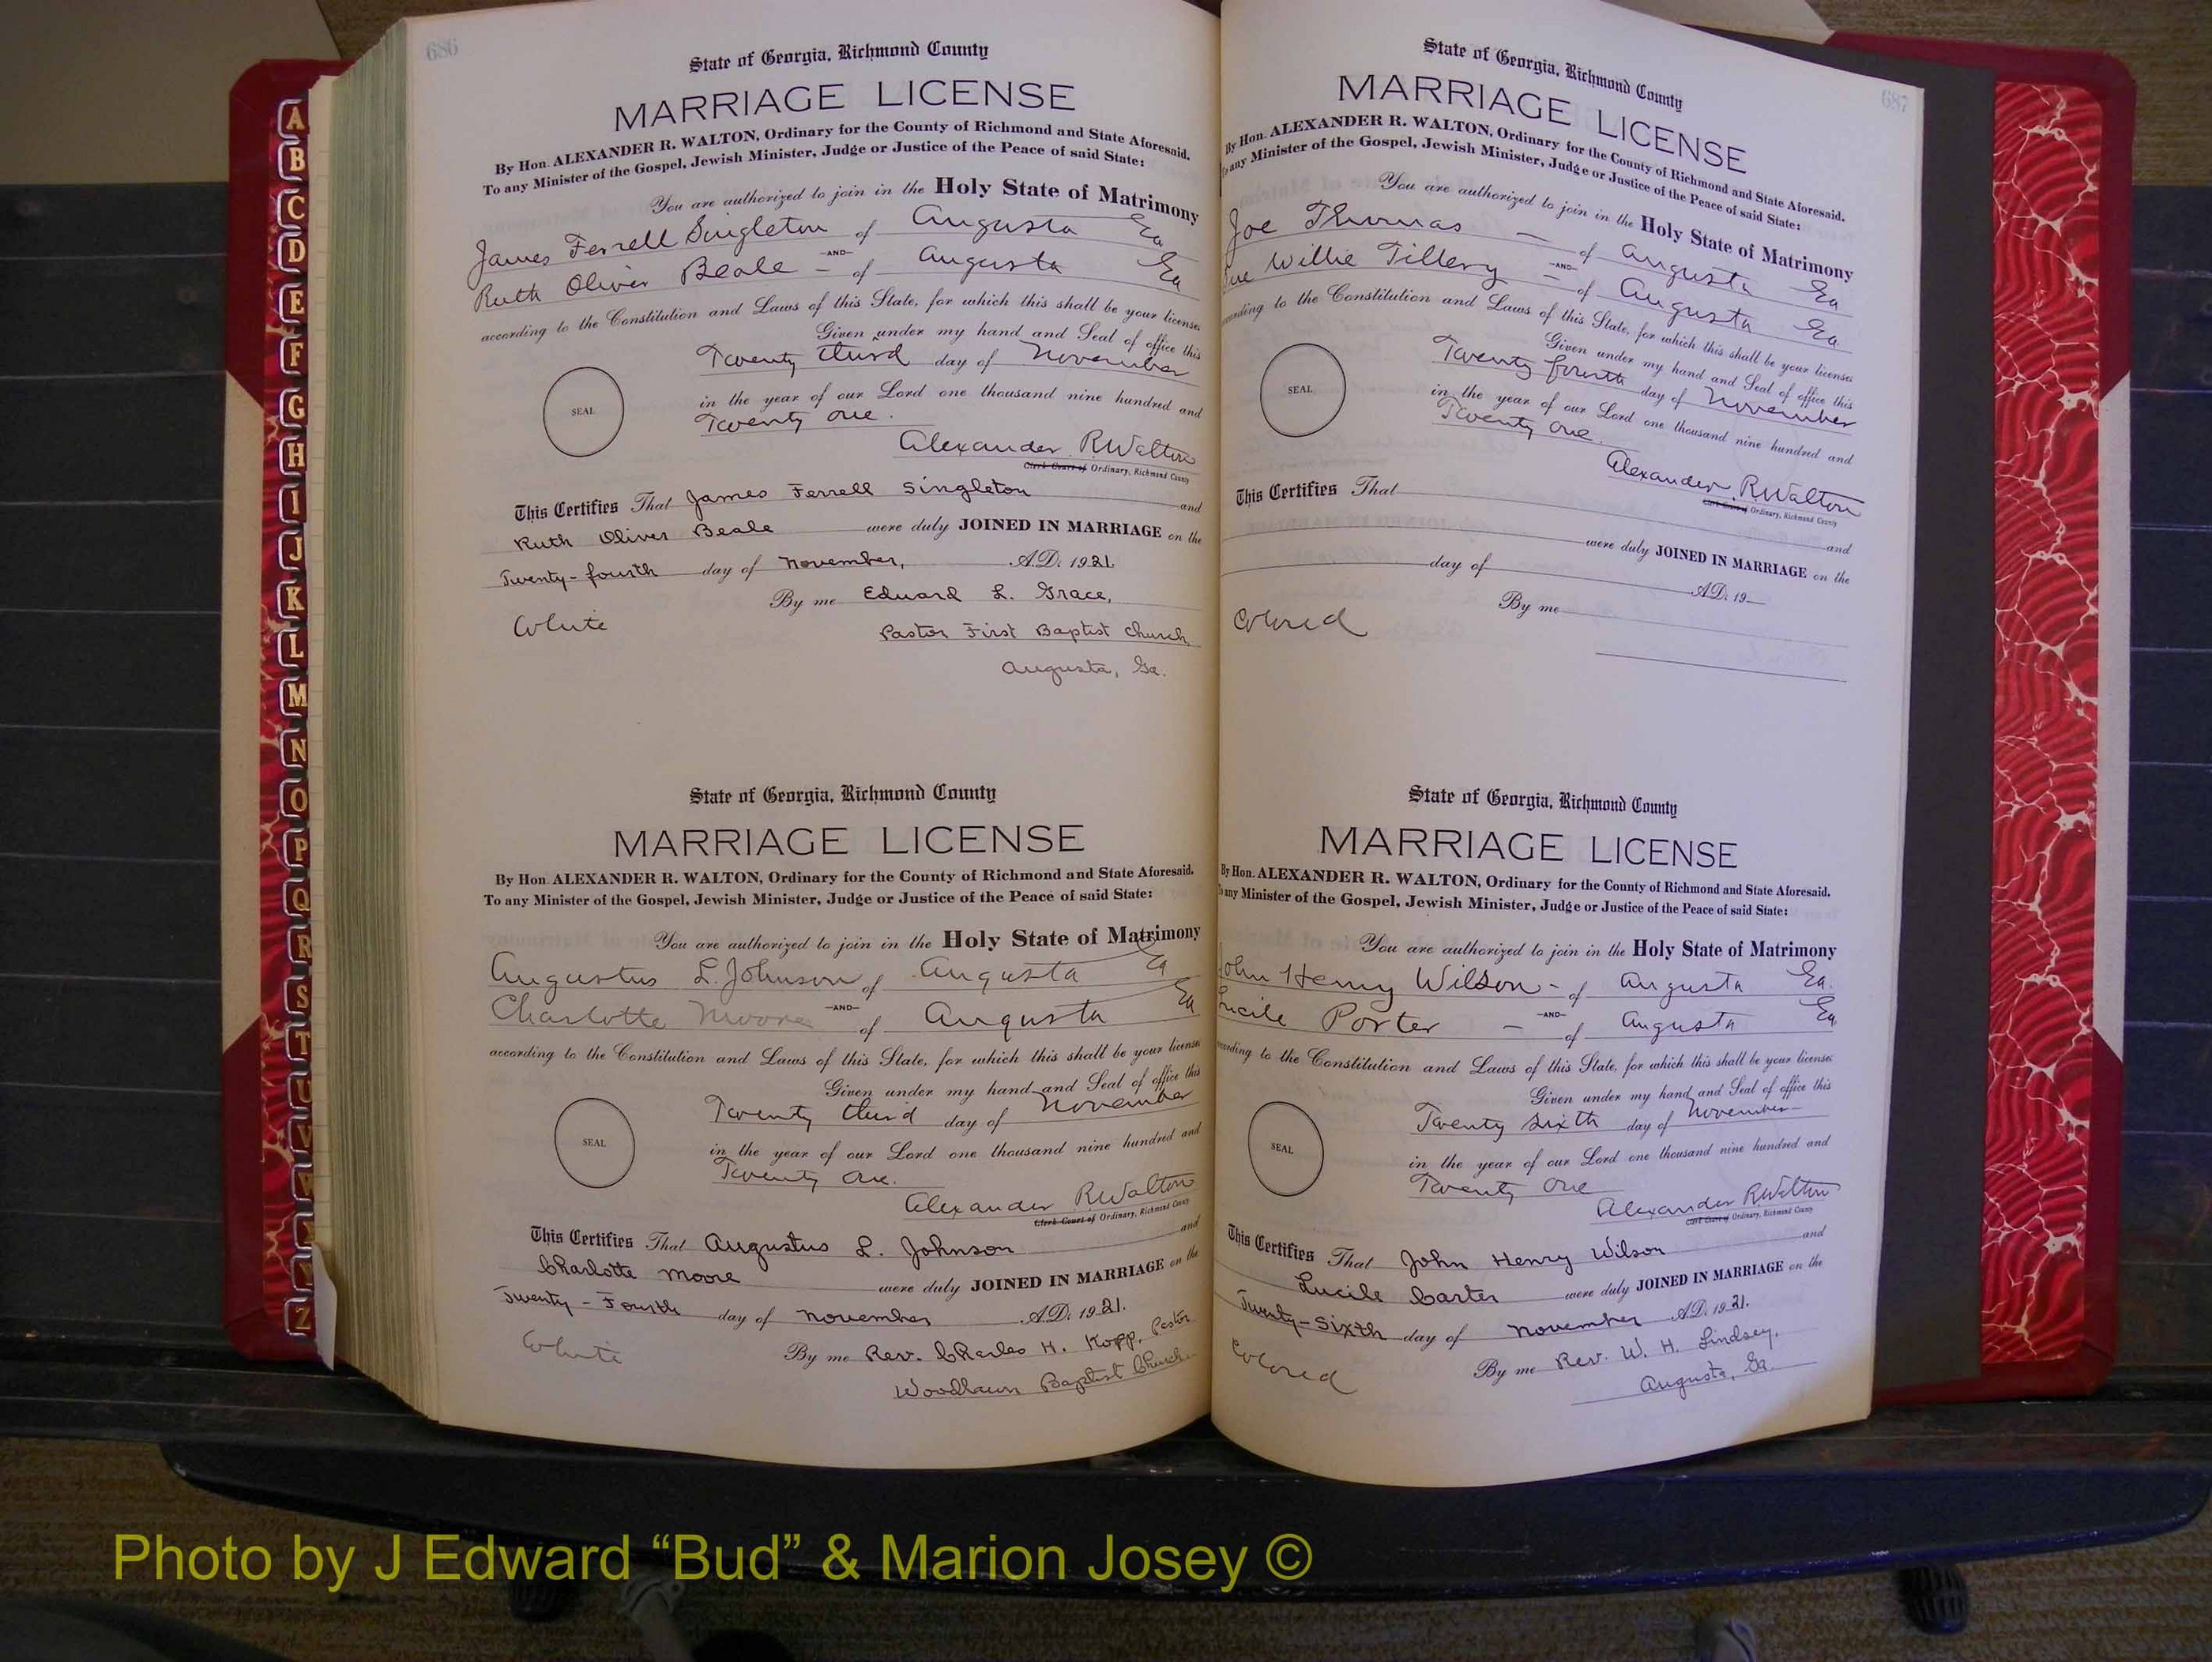 686
State of Georgia, Richmond County
MARRIAGE LICENSE
By Hon. ALEXANDER R. WALTON, Ordinary for the County of Richmond and State Aforesaid.
To any Minister of the Gospel, Jewish Minister, Judge or Justice of the Peace of said State:
You are authorized to join in the Holy State of Matrimony
James Ferrell Singleton of Augusta Ga
-AND-
Ruth Oliver Beale - of Augusta Ga
according to the Constitution and Laws of this State, for which this shall be your license
Given under my hand and Seal of office this
Twenty third day of November
SEAL
in the year of our Lord one thousand nine hundred and
Twenty one.
Alexander R Walton
Clerk Court of Ordinary, Richmond County
This Certifies That James Ferrell Singleton and
Ruth Oliver Beale were duly JOINED IN MARRIAGE on the
Twenty-fourth day of November, A.D. 1921.
By me Edward L. Grace,
White
Pastor First Baptist Church,
Augusta, Ga.
State of Georgia, Richmond County
MARRIAGE LICENSE
By Hon. ALEXANDER R. WALTON, Ordinary for the County of Richmond and State Aforesaid.
To any Minister of the Gospel, Jewish Minister, Judge or Justice of the Peace of said State:
You are authorized to join in the Holy State of Matrimony
Augustus L. Johnson of Augusta Ga
-AND-
Charlotte Moore of Augusta Ga
according to the Constitution and Laws of this State, for which this shall be your license
Given under my hand and Seal of office this
Twenty third day of November
SEAL
in the year of our Lord one thousand nine hundred and
Twenty One.
Alexander R Walton
Clerk Court of Ordinary, Richmond County
This Certifies That Augustus L. Johnson and
Charlotte Moore were duly JOINED IN MARRIAGE on the
Twenty-Fourth day of November A.D. 1921.
By me Rev. Charles H. Kopp, Pastor
White
Woodlawn Baptist Church
687
State of Georgia, Richmond County
MARRIAGE LICENSE
By Hon. ALEXANDER R. WALTON, Ordinary for the County of Richmond and State Aforesaid.
To any Minister of the Gospel, Jewish Minister, Judge or Justice of the Peace of said State:
You are authorized to join in the Holy State of Matrimony
Joe Thomas - of Augusta Ga
-AND-
Willie Tillery - of Augusta Ga
according to the Constitution and Laws of this State, for which this shall be your license
Given under my hand and Seal of office this
Twenty fourth day of November
SEAL
in the year of our Lord one thousand nine hundred and
Twenty one.
Alexander R Walton
Clerk Court of Ordinary, Richmond County
This Certifies That and
were duly JOINED IN MARRIAGE on the
day of A.D. 19
By me
Colored
State of Georgia, Richmond County
MARRIAGE LICENSE
By Hon. ALEXANDER R. WALTON, Ordinary for the County of Richmond and State Aforesaid.
To any Minister of the Gospel, Jewish Minister, Judge or Justice of the Peace of said State:
You are authorized to join in the Holy State of Matrimony
John Henry Wilson - of Augusta Ga.
-AND-
Lucile Porter - of Augusta Ga
according to the Constitution and Laws of this State, for which this shall be your license
Given under my hand and Seal of office this
Twenty Sixth day of November
SEAL
in the year of our Lord one thousand nine hundred and
Twenty One
Alexander R Walton
Clerk Court of Ordinary, Richmond County
This Certifies That John Henry Wilson and
Lucile Carter were duly JOINED IN MARRIAGE on the
Twenty-Sixth day of November A.D. 1921.
By me Rev. W. H. Lindsey,
Colored
Augusta, Ga
A
B
C
D
E
F
G
H
I
J
K
L
M
N
O
P
Q
R
S
T
U
V
W
Z
Photo by J Edward “Bud” & Marion Josey ©